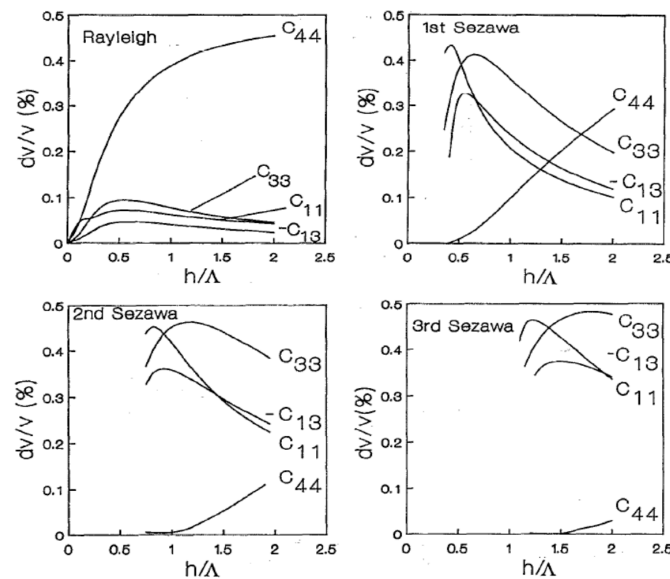 Rayleigh
dv/v (%)
0.5
0.4
0.3
0.2
0.1
0
0
0.5
1
1.5
2
2.5
h/Λ
C44
C33
C11
-C13
1st Sezawa
dv/v (%)
0.5
0.4
0.3
0.2
0.1
0
0
0.5
1
1.5
2
2.5
h/Λ
C44
C33
-C13
C11
2nd Sezawa
dv/v (%)
0.5
0.4
0.3
0.2
0.1
0
0
0.5
1
1.5
2
2.5
h/Λ
C33
-C13
C11
C44
3rd Sezawa
dv/v(%)
0.5
0.4
0.3
0.2
0.1
0
0
0.5
1
1.5
2
2.5
h/Λ
C33
-C13
C11
C44